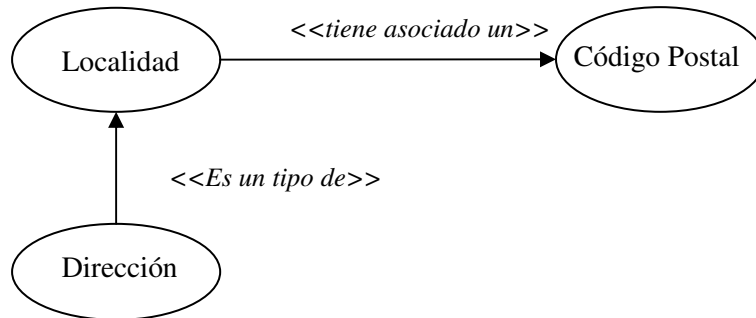 <<tiene asociado un>>
Localidad
Código Postal
<<Es un tipo de>>
Dirección